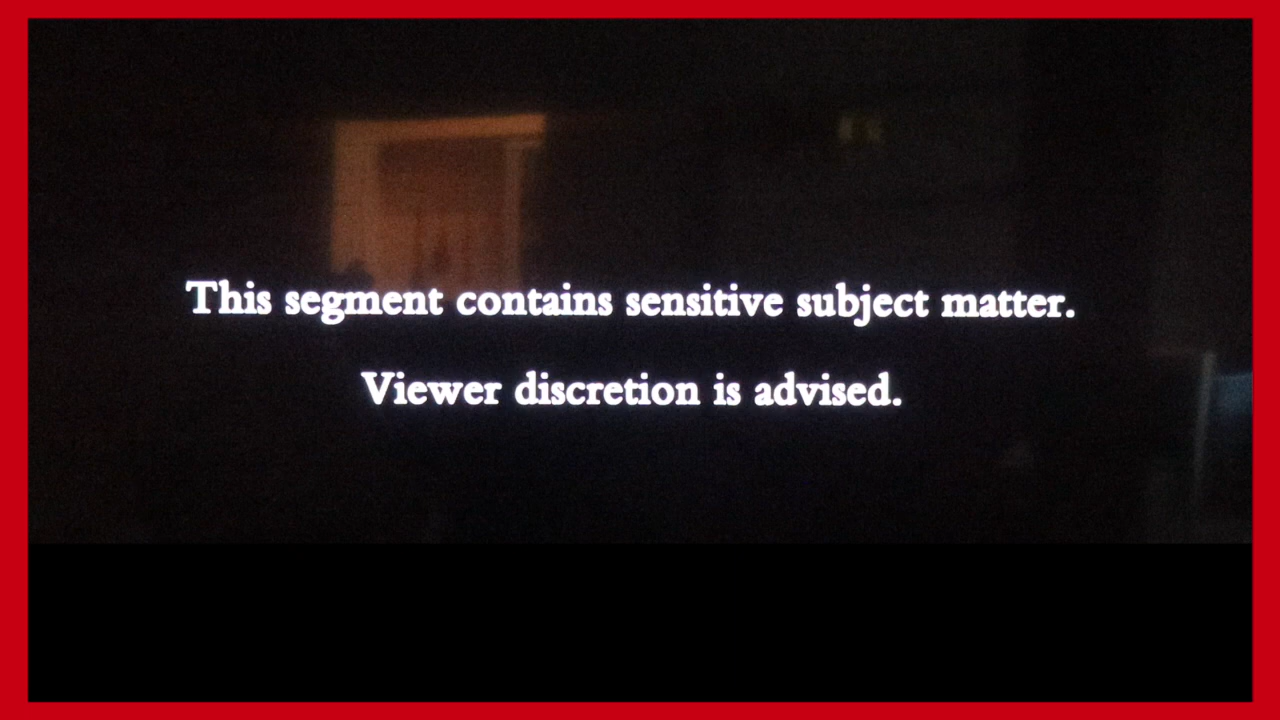 This segment contains sensitive subject matter.
Viewer discretion is advised.